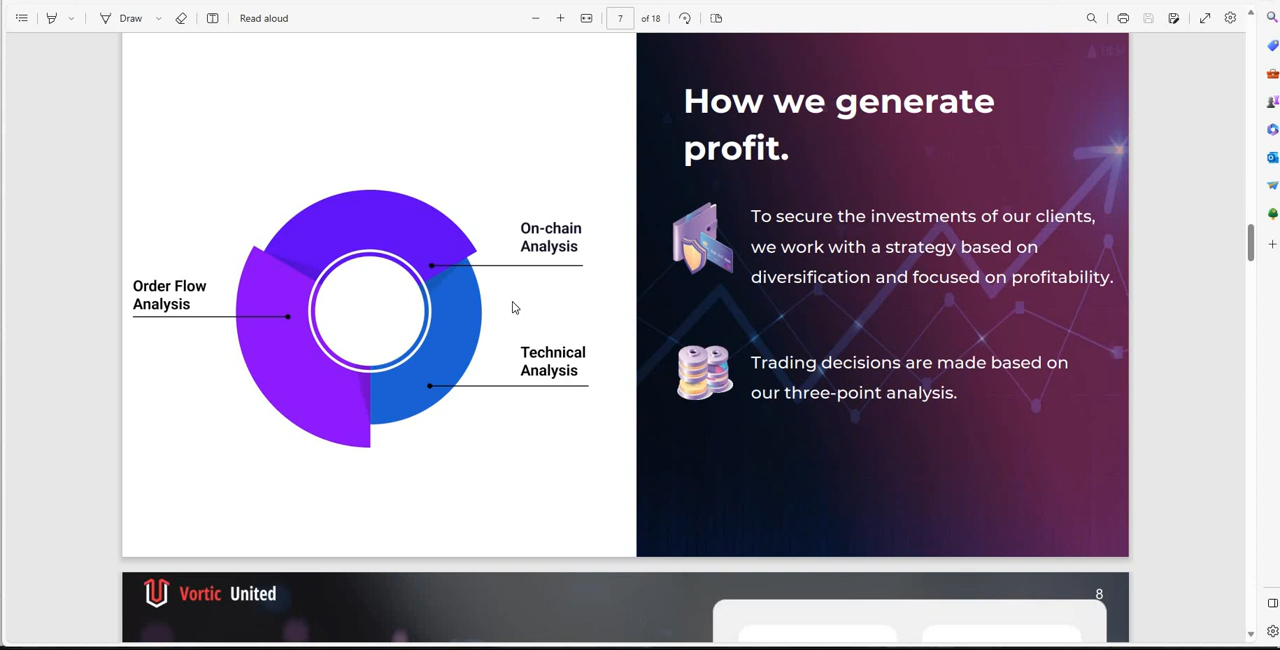 Draw
Read aloud
7
of 18
How we generate
profit.
On-chain
Analysis
Order Flow
Analysis
Technical
Analysis
To secure the investments of our clients,
we work with a strategy based on
diversification and focused on profitability.
Trading decisions are made based on
our three-point analysis.
Vortic United
8